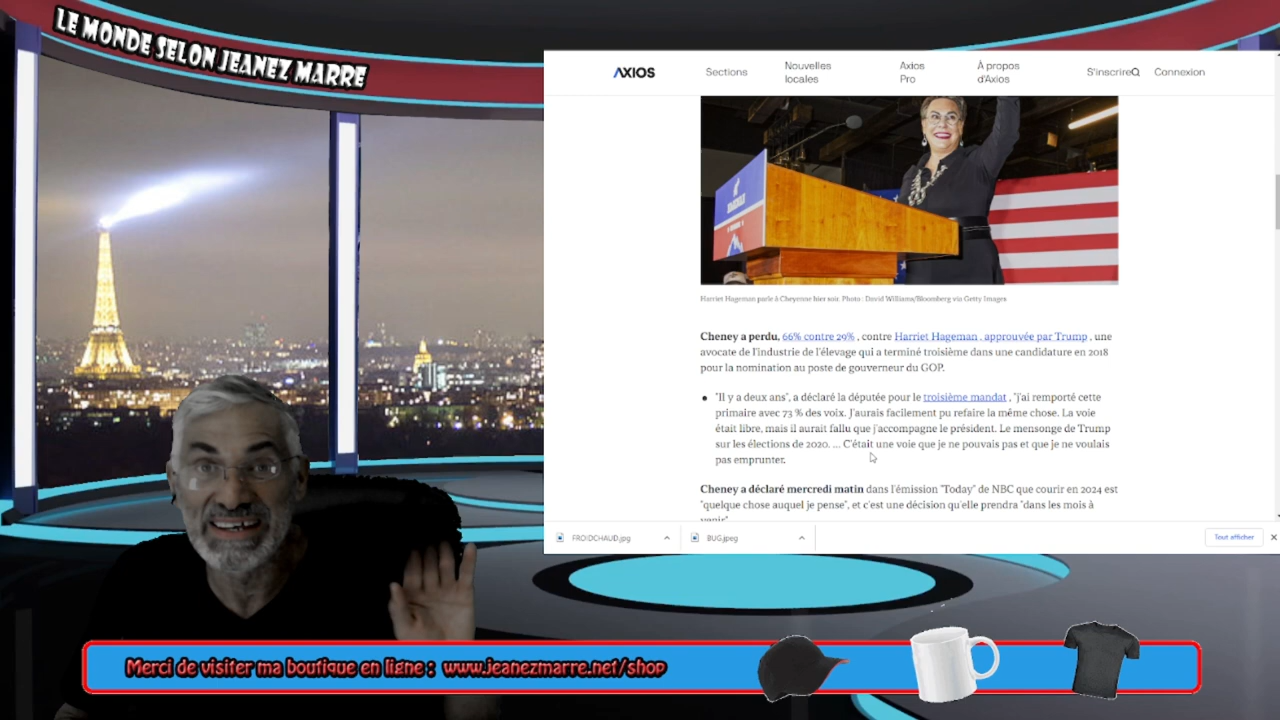 LE MONDE SELON JEANEZ MARRE
AXIOS
Sections
Nouvelles
locales
Axios
Pro
À propos
d'Axios
S'inscrire
Connexion
Harriet Hageman parle à Cheyenne hier soir. Photo : David Williams/Bloomberg via Getty Images
Cheney a perdu, 66% contre 29% , contre Harriet Hageman , approuvée par Trump , une
avocate de l'industrie de l'élevage qui a terminé troisième dans une candidature en 2018
pour la nomination au poste de gouverneur du GOP.
"Il y a deux ans", a déclaré la députée pour le troisième mandat , "j'ai remporté cette
primaire avec 73 % des voix. J'aurais facilement pu refaire la même chose. La voie
était libre, mais il aurait fallu que j'accompagne le président. Le mensonge de Trump
sur les élections de 2020. ... C'était une voie que je ne pouvais pas et que je ne voulais
pas emprunter.
Cheney a déclaré mercredi matin dans l'émission "Today" de NBC que courir en 2024 est
"quelque chose auquel je pense", et c'est une décision qu'elle prendra "dans les mois à
venir"
FROIDCHAUD.jpg
BUG.jpeg
Tout afficher
Merci de visiter ma boutique en ligne : www.jeanezmarre.net/shop